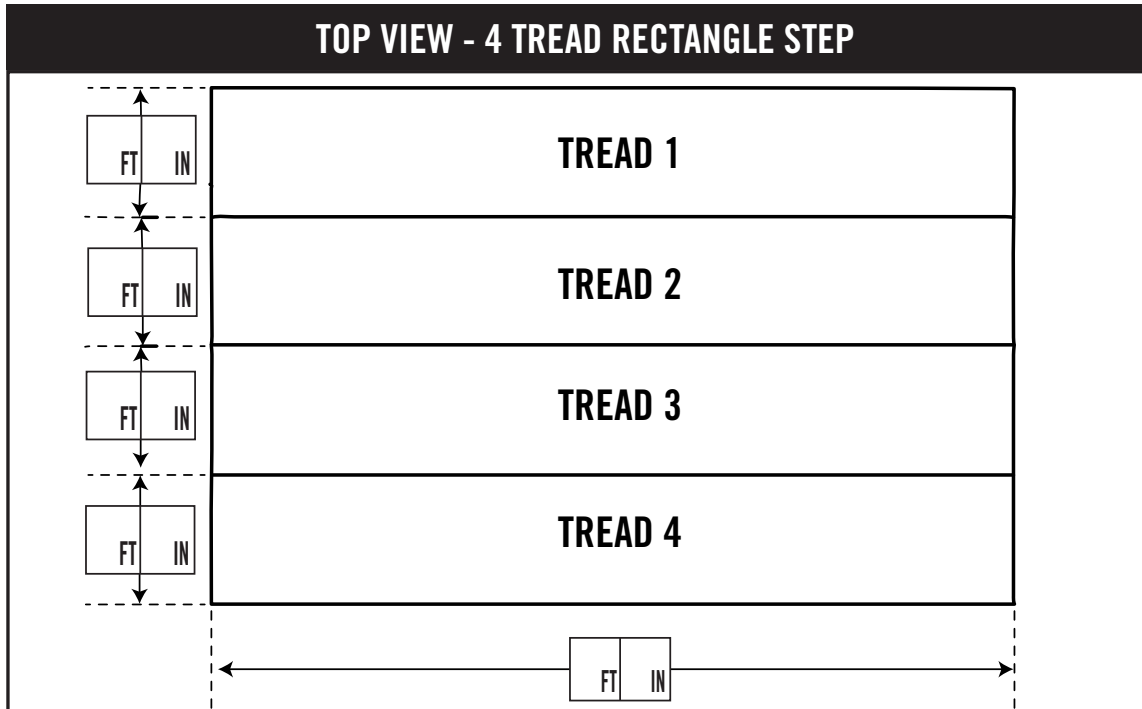 TOP VIEW - 4 TREAD RECTANGLE STEP
FT IN
TREAD 1
FT IN
TREAD 2
FT IN
TREAD 3
FT IN
TREAD 4
FT IN